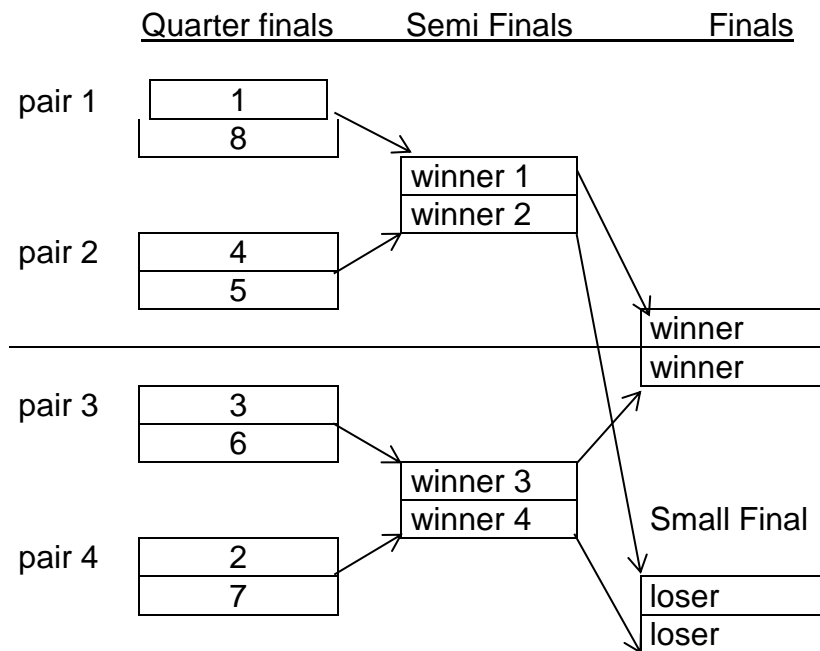 Quarter finals Semi Finals Finals
pair 1
1
8
winner 1
winner 2
pair 2
4
5
winner
winner
pair 3
3
6
winner 3
winner 4
Small Final
pair 4
2
7
loser
loser